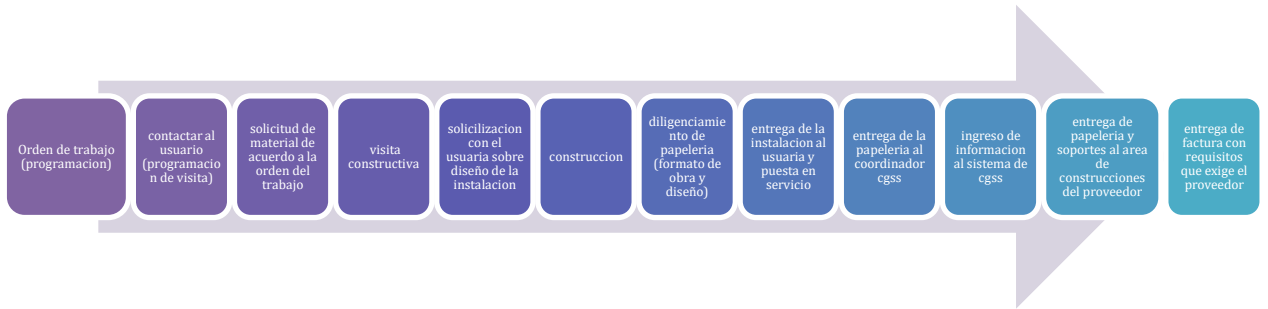 Orden de trabajo
(programacion)
contactar al
usuario
(programacio
n de visita)
solicitud de
material de
acuerdo a la
orden del
trabajo
visita
constructiva
solicilizacion
con el
usuaria sobre
diseño de la
instalacion
construccion
diligenciamie
nto de
papeleria
(formato de
obra y
diseño)
entrega de la
instalacion al
usuaria y
puesta en
servicio
entrega de la
papeleria al
coordinador
cgss
ingreso de
informacion
al sistema de
cgss
entrega de
papeleria y
soportes al area
de
construcciones
del proveedor
entrega de
factura con
requisitos
que exige el
proveedor